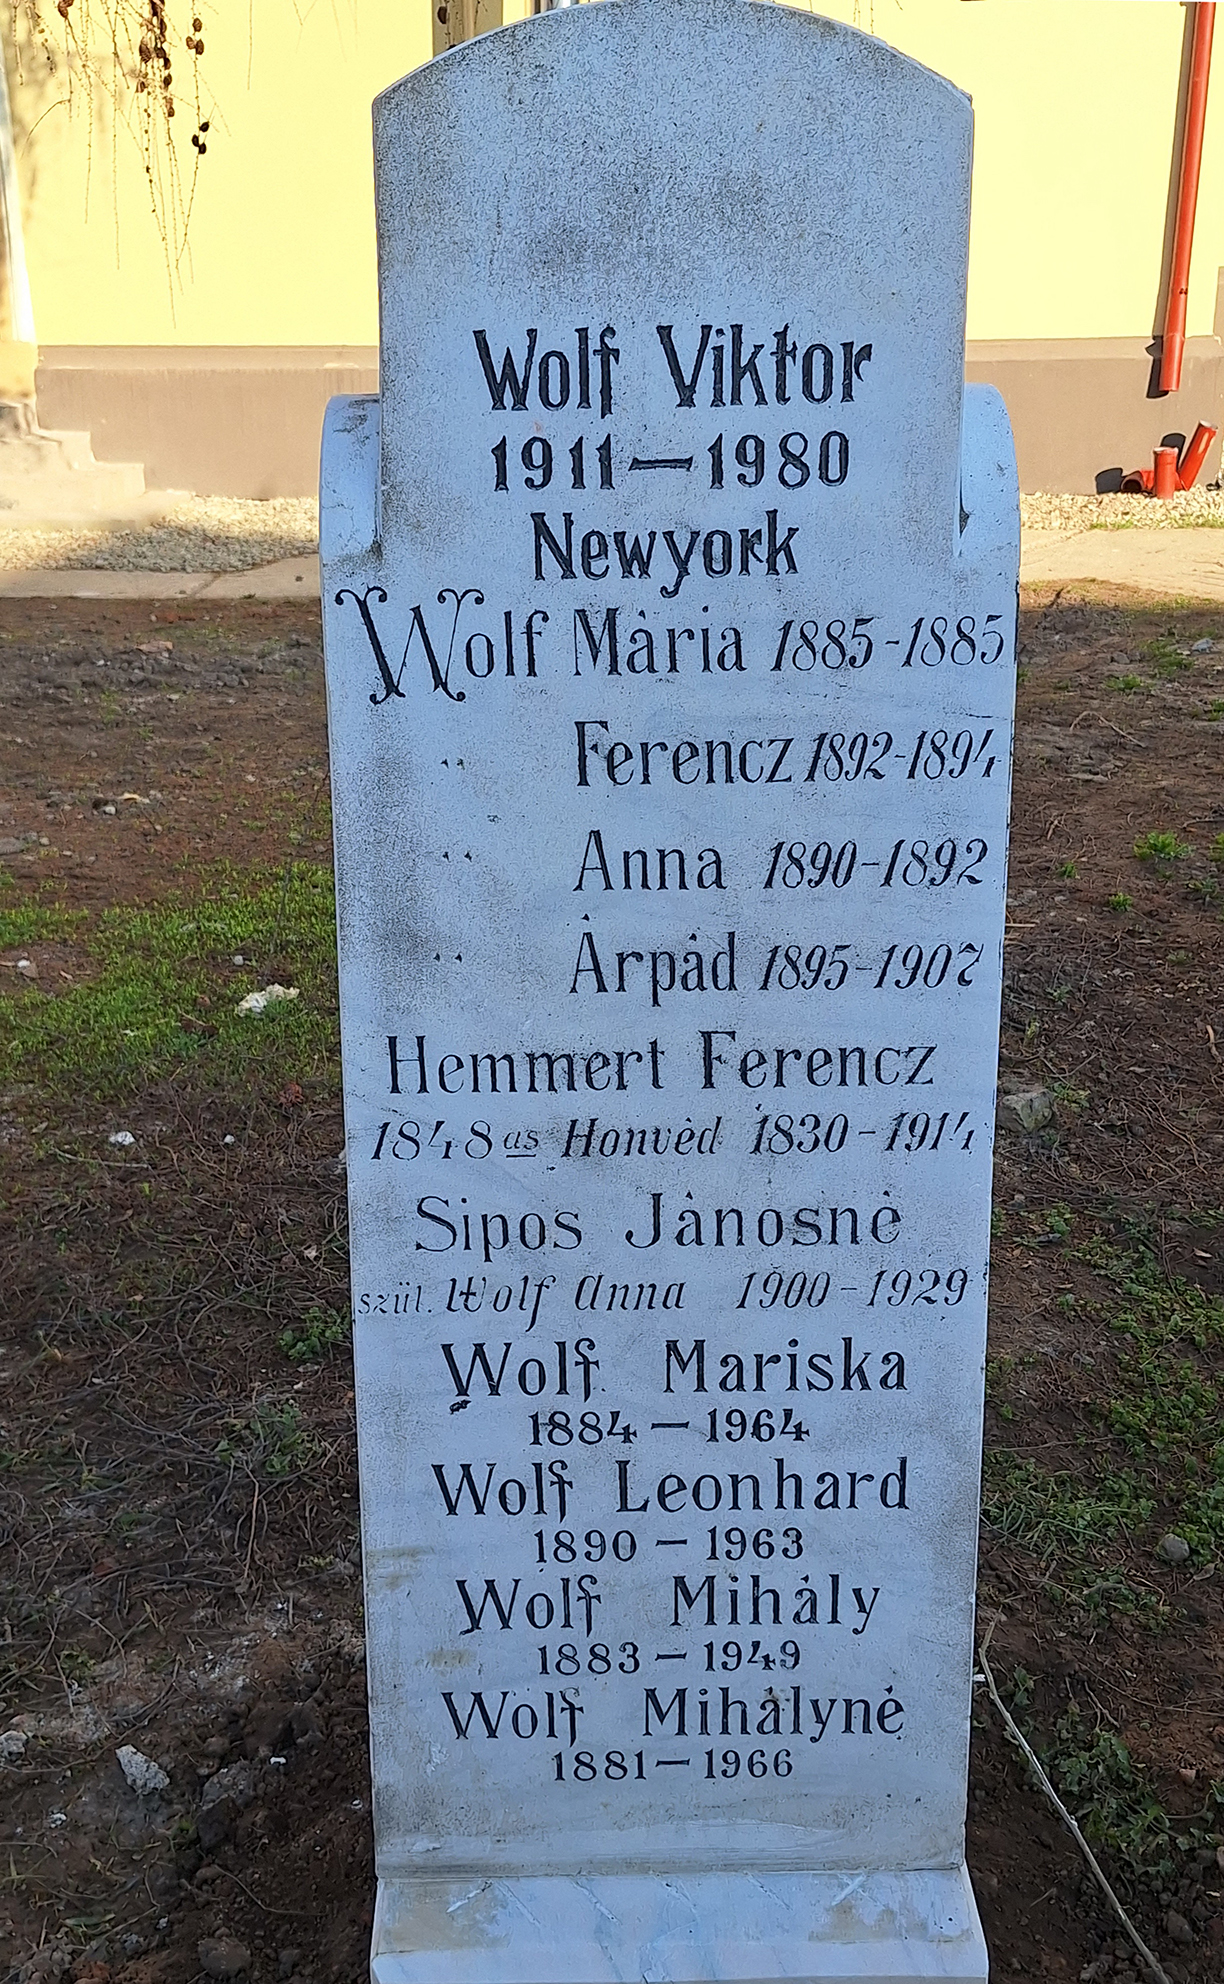 Wolf Viktor
1911 — 1980
Newyork
Wolf Mária 1885 - 1885
" Ferencz 1892 - 1894
" Anna 1890 - 1892
" Árpád 1895 - 1907
Hemmert Ferencz
1848as Honvéd 1830 - 1914
Sipos Jánosné
szül. Wolf Anna 1900 - 1929
Wolf Mariska
1884 — 1964
Wolf Leonhard
1890 — 1963
Wolf Mihály
1883 — 1949
Wolf Mihályné
1881 — 1966